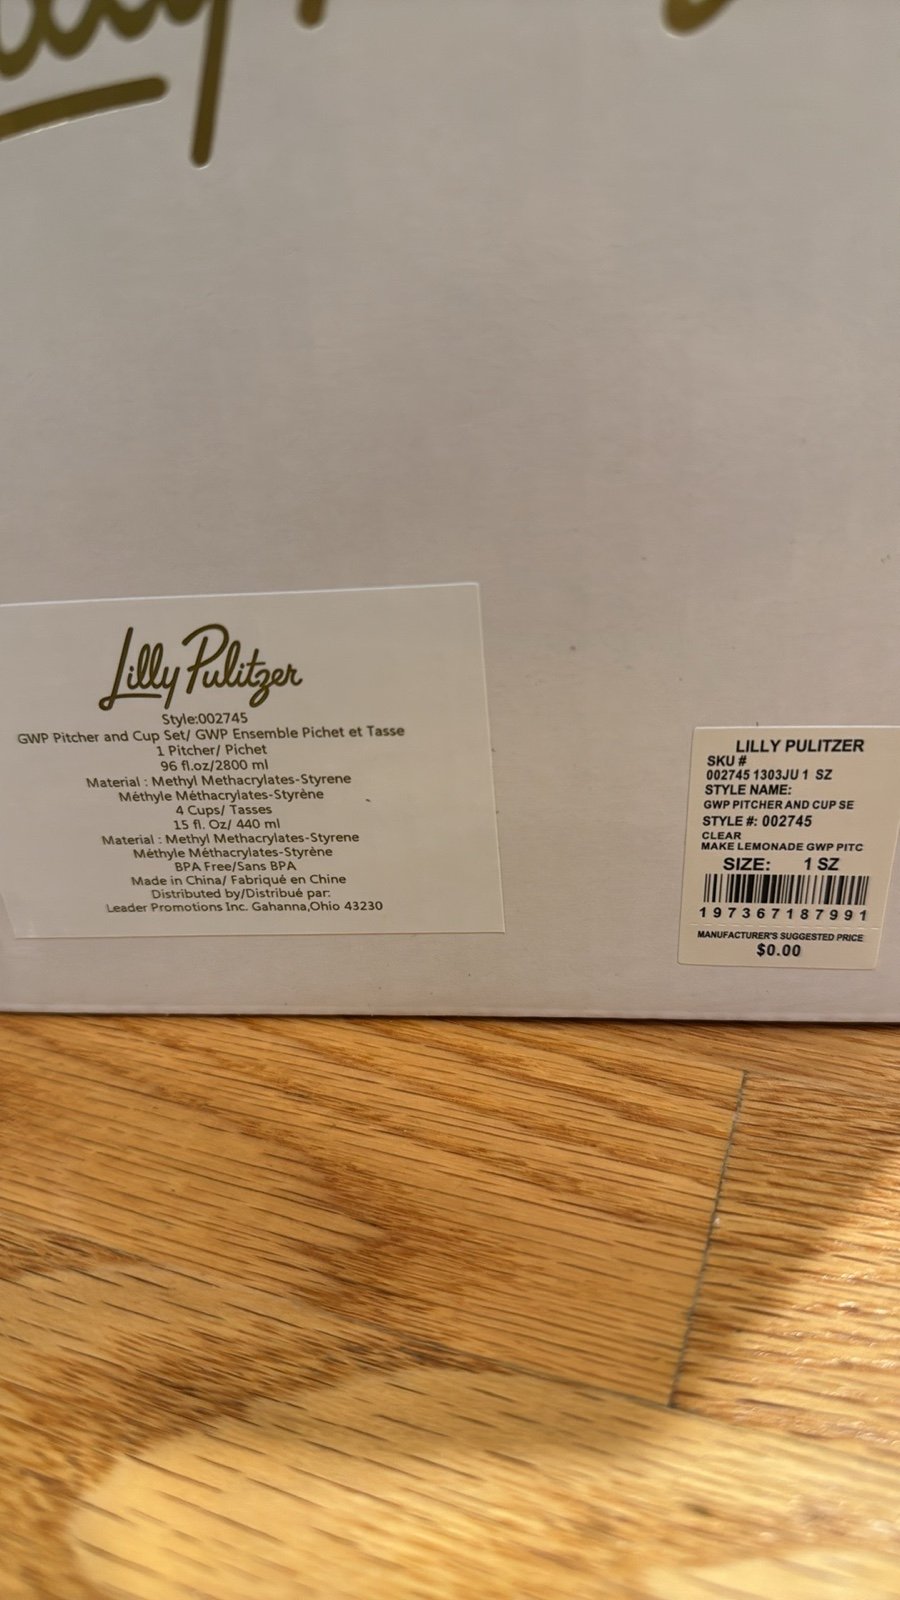 Lilly Pulitzer
Style:002745
GWP Pitcher and Cup Set/ GWP Ensemble Pichet et Tasse
1 Pitcher/ Pichet
96 fl.oz/2800 ml
Material : Methyl Methacrylates-Styrene
Méthyle Méthacrylates-Styrène
4 Cups/ Tasses
15 fl. Oz/ 440 ml
Material : Methyl Methacrylates-Styrene
Méthyle Méthacrylates-Styrène
BPA Free/Sans BPA
Made in China/ Fabriqué en Chine
Distributed by/Distribué par:
Leader Promotions Inc. Gahanna,Ohio 43230
LILLY PULITZER
SKU #
002745 1303JU 1 SZ
STYLE NAME:
GWP PITCHER AND CUP SE
STYLE #: 002745
CLEAR
MAKE LEMONADE GWP PITC
SIZE: 1 SZ
197367187991
MANUFACTURER'S SUGGESTED PRICE
$0.00